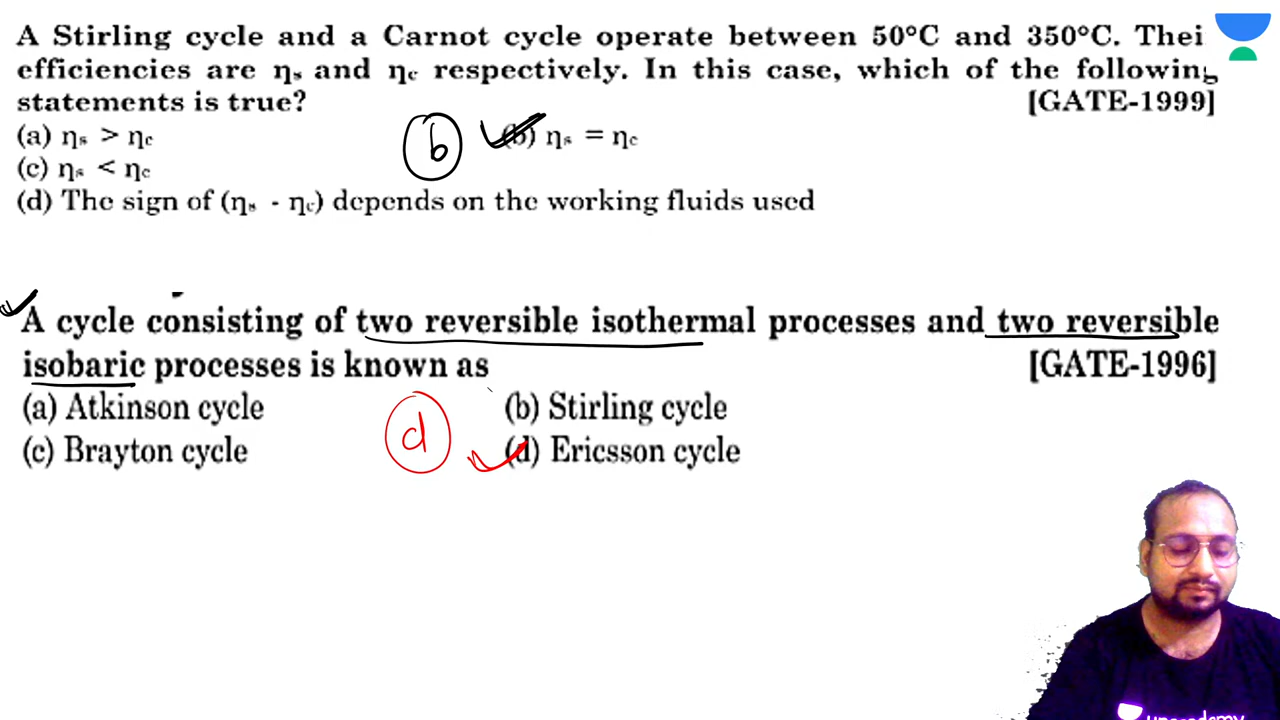 A Stirling cycle and a Carnot cycle operate between 50°C and 350°C. Thei
efficiencies are ηs and ηc respectively. In this case, which of the following
statements is true? [GATE-1999]
(a) ηs > ηc (b) ηs = ηc
b
(c) ηs < ηc
(d) The sign of (ηs - ηc) depends on the working fluids used
A cycle consisting of two reversible isothermal processes and two reversible
isobaric processes is known as [GATE-1996]
(a) Atkinson cycle (b) Stirling cycle
d
(c) Brayton cycle (d) Ericsson cycle